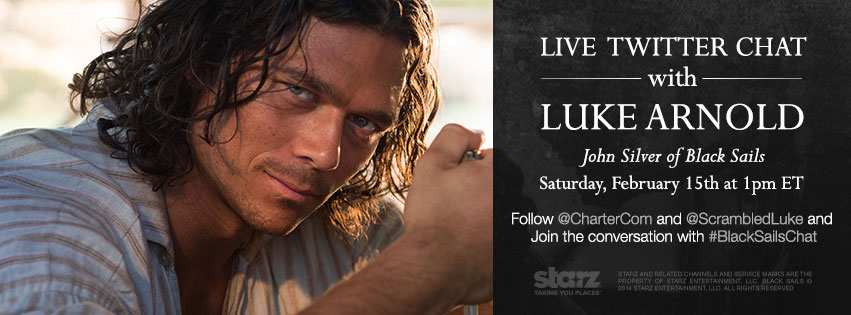 LIVE TWITTER CHAT
with
LUKE ARNOLD
John Silver of Black Sails
Saturday, February 15th at 1pm ET
Follow @CharterCom and @ScrambledLuke and
Join the conversation with #BlackSailsChat
starz
TAKING YOU PLACES
STARZ AND RELATED CHANNELS AND SERVICE MARKS ARE THE
PROPERTY OF STARZ ENTERTAINMENT, LLC. BLACK SAILS ©
2014 STARZ ENTERTAINMENT, LLC. ALL RIGHTS RESERVED